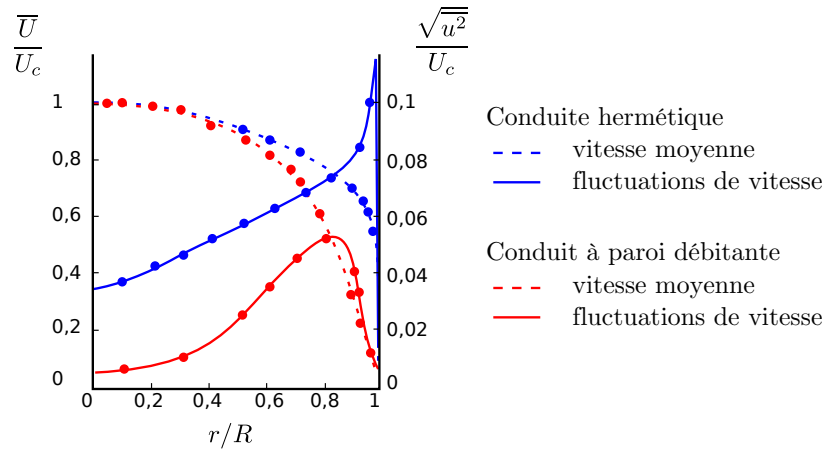 U̅
U_c
√u̅²
U_c
1
0,8
0,6
0,4
0,2
0
0,1
0,08
0,06
0,04
0,02
0
0 0,2 0,4 0,6 0,8 1
r/R
Conduite hermétique
vitesse moyenne
fluctuations de vitesse
Conduit à paroi débitante
vitesse moyenne
fluctuations de vitesse